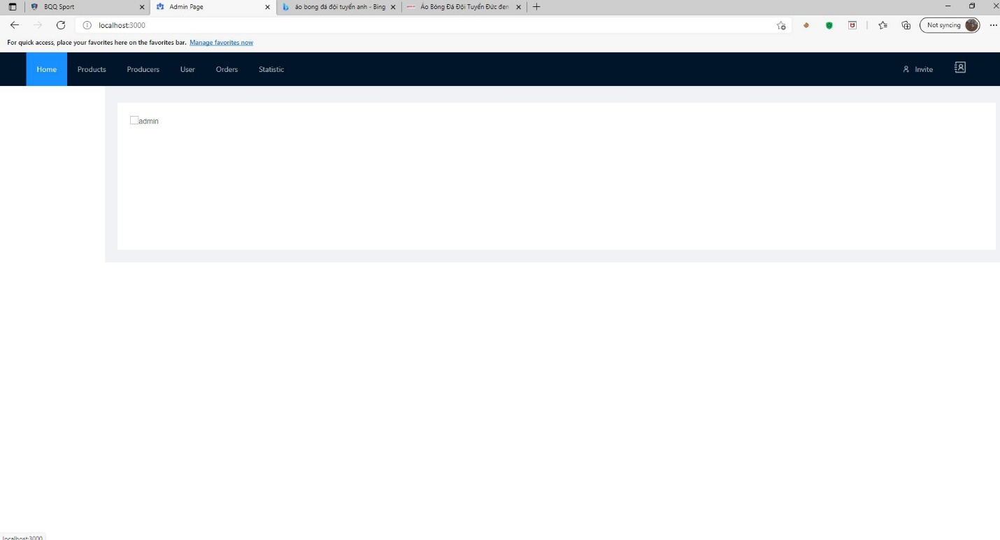 BQQ Sport
Admin Page
áo bong đá đội tuyển anh - Bing
Áo Bóng Đá Đội Tuyển Đức đen
localhost:3000
Not syncing
For quick access, place your favorites here on the favorites bar. Manage favorites now
Home Products Producers User Orders Statistic Invite
admin
localhost:3000